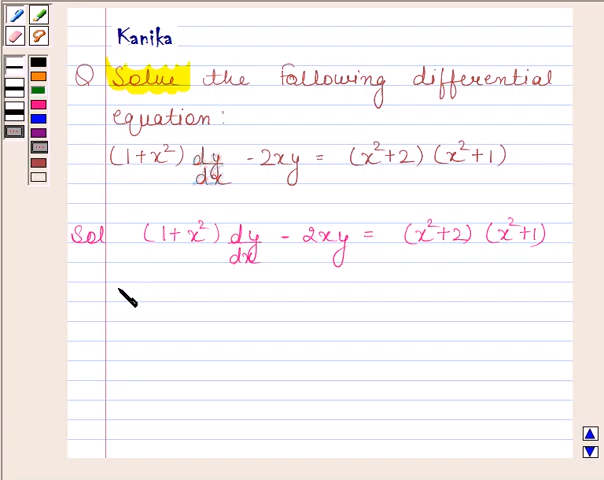 Kanika
Q Solve the following differential
equation:
(1+x²) dy/dx - 2xy = (x²+2) (x²+1)
Sol (1+x²) dy/dx - 2xy = (x²+2) (x²+1)